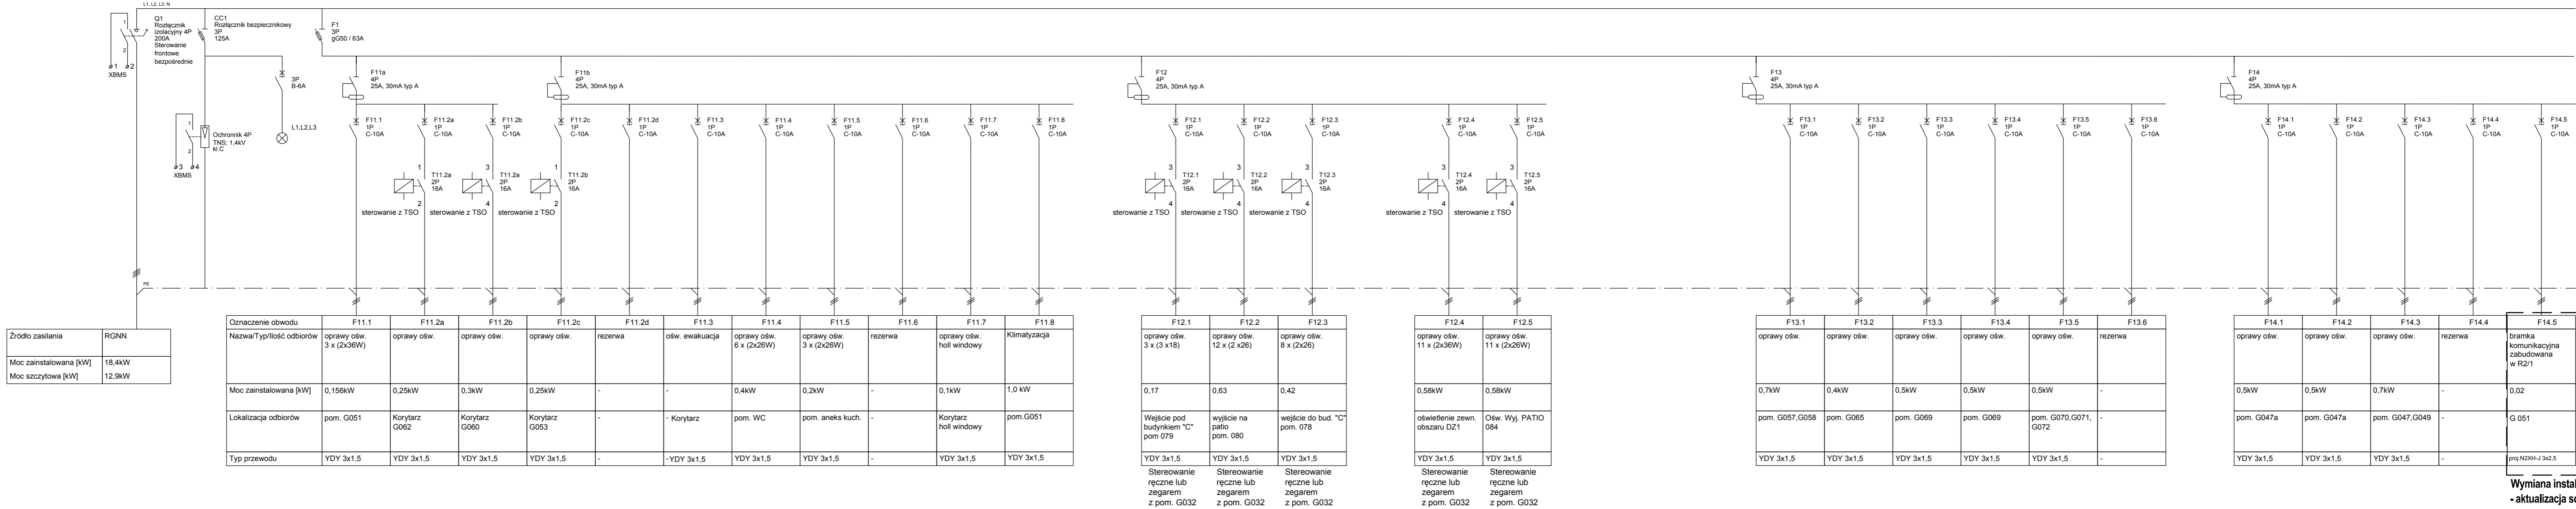 L1, L2, L3, N
Q1
Rozłącznik
izolacyjny 4P
200A
Sterowanie
frontowe
bezpośrednie
1
2
ø1 ø2
XBMS
CC1
Rozłącznik bezpiecznikowy
3P
125A
F1
3P
gG50 / 63A
3P
B-6A
L1,L2,L3
1
2
ø3 ø4
XBMS
Ochronnik 4P
TNS; 1,4kV
kl.C
PE
F11a
4P
25A, 30mA typ A
F11b
4P
25A, 30mA typ A
F12
4P
25A, 30mA typ A
F13
4P
25A, 30mA typ A
F14
4P
25A, 30mA typ A
F11.1
1P
C-10A
F11.2a
1P
C-10A
F11.2b
1P
C-10A
F11.2c
1P
C-10A
F11.2d
1P
C-10A
F11.3
1P
C-10A
F11.4
1P
C-10A
F11.5
1P
C-10A
F11.6
1P
C-10A
F11.7
1P
C-10A
F11.8
1P
C-10A
F12.1
1P
C-10A
F12.2
1P
C-10A
F12.3
1P
C-10A
F12.4
1P
C-10A
F12.5
1P
C-10A
F13.1
1P
C-10A
F13.2
1P
C-10A
F13.3
1P
C-10A
F13.4
1P
C-10A
F13.5
1P
C-10A
F13.6
1P
C-10A
F14.1
1P
C-10A
F14.2
1P
C-10A
F14.3
1P
C-10A
F14.4
1P
C-10A
F14.5
1P
C-10A
1
T11.2a
2P
16A
2
sterowanie z TSO
3
T11.2a
2P
16A
4
sterowanie z TSO
1
T11.2b
2P
16A
2
sterowanie z TSO
3
T12.1
2P
16A
4
sterowanie z TSO
3
T12.2
2P
16A
4
sterowanie z TSO
3
T12.3
2P
16A
4
sterowanie z TSO
3
T12.4
2P
16A
4
sterowanie z TSO
3
T12.5
2P
16A
4
sterowanie z TSO
Źródło zasilania RGNN
Moc zainstalowana [kW] 18,4kW
Moc szczytowa [kW] 12,9kW
Oznaczenie obwodu F11.1 F11.2a F11.2b F11.2c F11.2d F11.3 F11.4 F11.5 F11.6 F11.7 F11.8
Nazwa/Typ/Ilość odbiorów oprawy ośw. oprawy ośw. oprawy ośw. oprawy ośw. rezerwa ośw. ewakuacja oprawy ośw. oprawy ośw. rezerwa oprawy ośw. Klimatyzacja
3 x (2x36W) 6 x (2x26W) 3 x (2x26W) holl windowy
Moc zainstalowana [kW] 0,156kW 0,25kW 0,3kW 0,25kW - - 0,4kW 0,2kW - 0,1kW 1,0 kW
Lokalizacja odbiorów pom. G051 Korytarz Korytarz Korytarz - - Korytarz pom. WC pom. aneks kuch. - Korytarz pom.G051
G062 G060 G053 holl windowy
Typ przewodu YDY 3x1,5 YDY 3x1,5 YDY 3x1,5 YDY 3x1,5 - -YDY 3x1,5 YDY 3x1,5 YDY 3x1,5 - YDY 3x1,5 YDY 3x1,5
F12.1 F12.2 F12.3
oprawy ośw. oprawy ośw. oprawy ośw.
3 x (3 x18) 12 x (2 x26) 8 x (2x26)
0,17 0,63 0,42
Wejście pod wyjście na wejście do bud. "C"
budynkiem "C" patio pom. 078
pom 079 pom. 080
YDY 3x1,5 YDY 3x1,5 YDY 3x1,5
Stereowanie Stereowanie Stereowanie
ręczne lub ręczne lub ręczne lub
zegarem zegarem zegarem
z pom. G032 z pom. G032 z pom. G032
F12.4 F12.5
oprawy ośw. oprawy ośw.
11 x (2x36W) 11 x (2x26W)
0,58kW 0,58kW
oświetlenie zewn. Ośw. Wyj. PATIO
obszaru DZ1 084
YDY 3x1,5 YDY 3x1,5
Stereowanie Stereowanie
ręczne lub ręczne lub
zegarem zegarem
z pom. G032 z pom. G032
F13.1 F13.2 F13.3 F13.4 F13.5 F13.6
oprawy ośw. oprawy ośw. oprawy ośw. oprawy ośw. oprawy ośw. rezerwa
0,7kW 0,4kW 0,5kW 0,5kW 0,5kW -
pom. G057,G058 pom. G065 pom. G069 pom. G069 pom. G070,G071, -
G072
YDY 3x1,5 YDY 3x1,5 YDY 3x1,5 YDY 3x1,5 YDY 3x1,5 -
F14.1 F14.2 F14.3 F14.4 F14.5
oprawy ośw. oprawy ośw. oprawy ośw. rezerwa bramka
komunikacyjna
zabudowana
w R2/1
0,5kW 0,5kW 0,7kW - 0,02
pom. G047a pom. G047a pom. G047,G049 - G 051
YDY 3x1,5 YDY 3x1,5 YDY 3x1,5 - proj.N2XH-J 3x2,5
Wymiana instal
- aktualizacja s